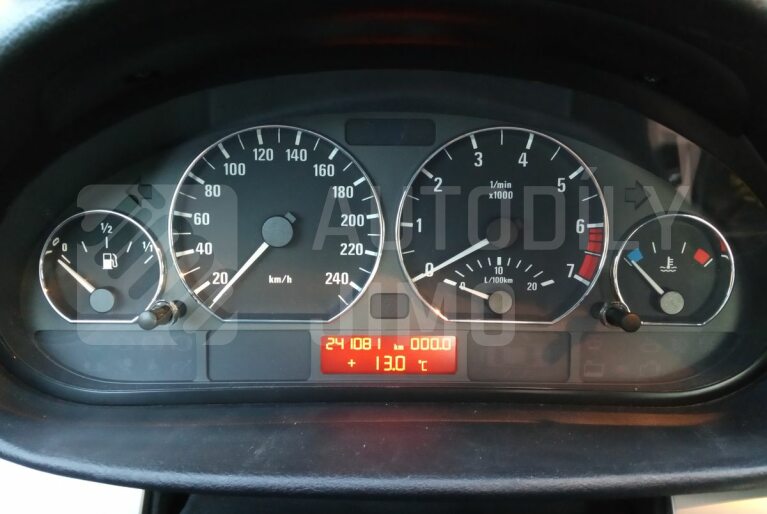 20 40 60 80 100 120 140 160 180 200 220 240
km/h
0 1/2 1/1
0 1 2 3 4 5 6 7
1/min
x1000
0 10 20
L/100km
241081 km 000.0
+ 13.0 °C
AUTODÍLY
JIMO